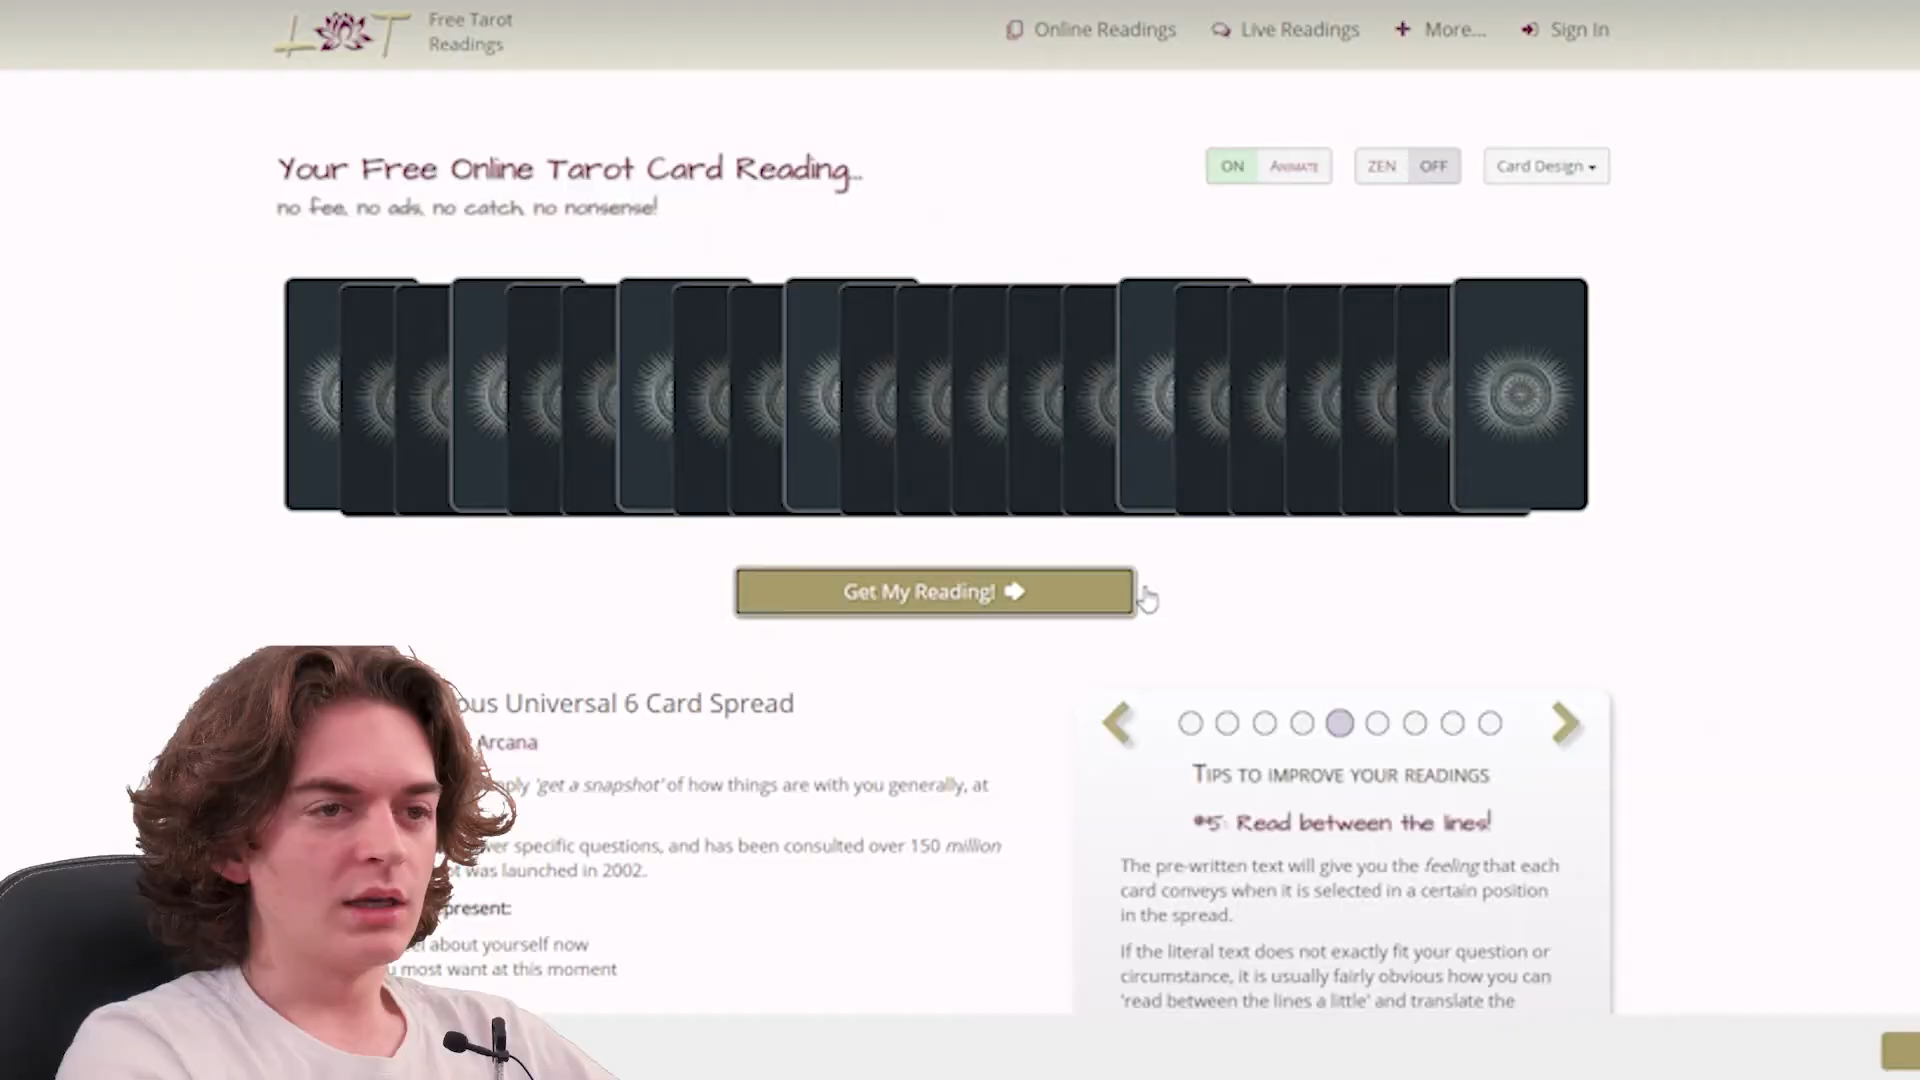 LOT
Free Tarot
Readings
Online Readings
Live Readings
More...
Sign In
Your Free Online Tarot Card Reading...
no fee, no ads, no catch, no nonsense!
ON ANIMATE
ZEN OFF
Card Design
Get My Reading!
Universal 6 Card Spread
Arcana
'get a snapshot' of how things are with you generally, at
specific questions, and has been consulted over 150 million
was launched in 2002.
about yourself now
most want at this moment
TIPS TO IMPROVE YOUR READINGS
#5: Read between the lines!
The pre-written text will give you the feeling that each
card conveys when it is selected in a certain position
in the spread.
If the literal text does not exactly fit your question or
circumstance, it is usually fairly obvious how you can
'read between the lines a little' and translate the